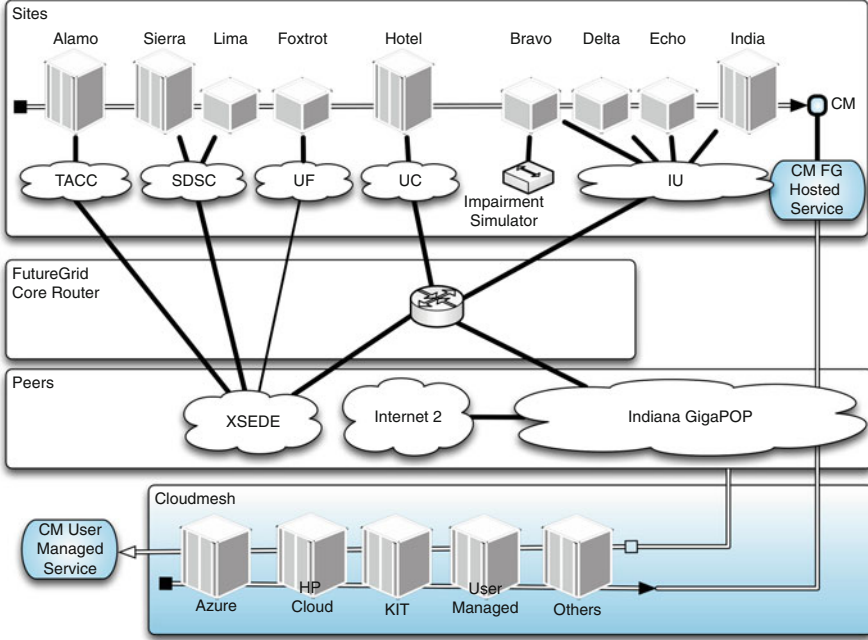 Sites
Alamo
Sierra
Lima
Foxtrot
Hotel
Bravo
Delta
Echo
India
CM
TACC
SDSC
UF
UC
Impairment
Simulator
IU
CM FG
Hosted
Service
FutureGrid
Core Router
Peers
XSEDE
Internet 2
Indiana GigaPOP
Cloudmesh
CM User
Managed
Service
Azure
HP
Cloud
KIT
User
Managed
Others